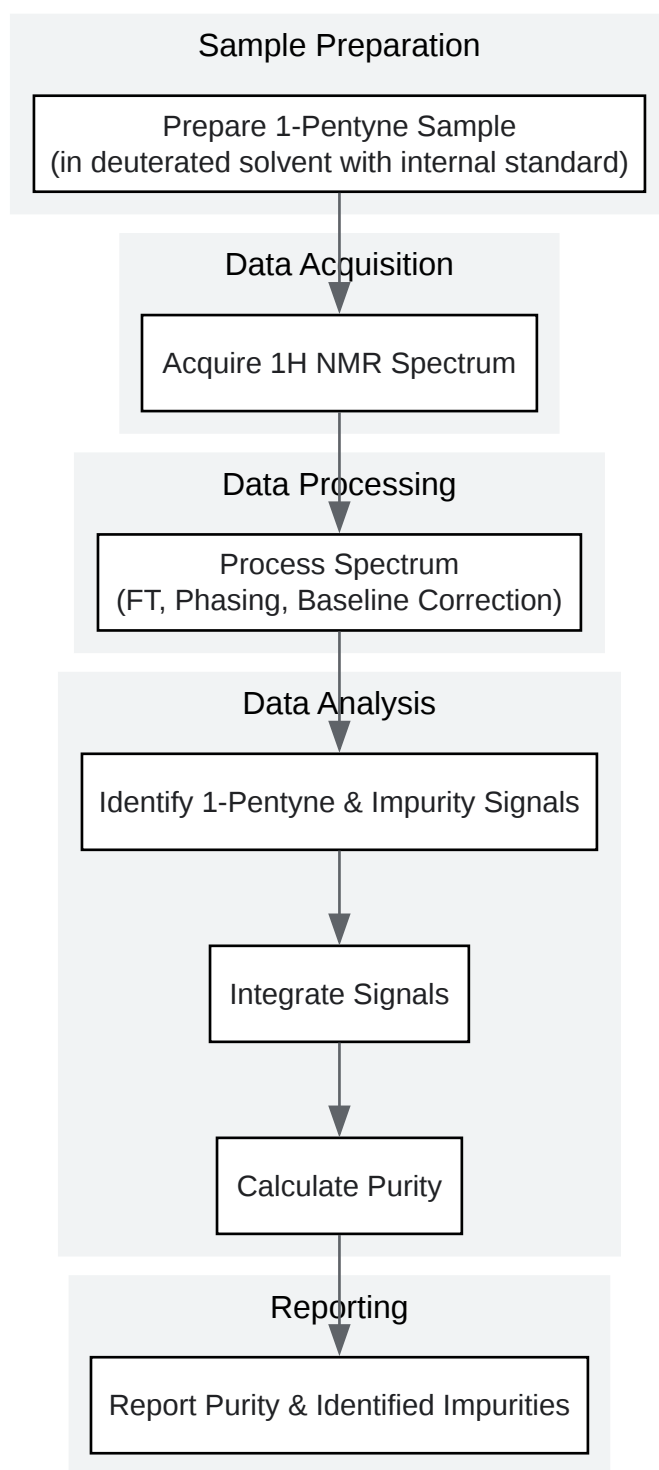 Sample Preparation
Prepare 1-Pentyne Sample
(in deuterated solvent with internal standard)
Data Acquisition
Acquire 1H NMR Spectrum
Data Processing
Process Spectrum
(FT, Phasing, Baseline Correction)
Data Analysis
Identify 1-Pentyne & Impurity Signals
Integrate Signals
Calculate Purity
Reporting
Report Purity & Identified Impurities